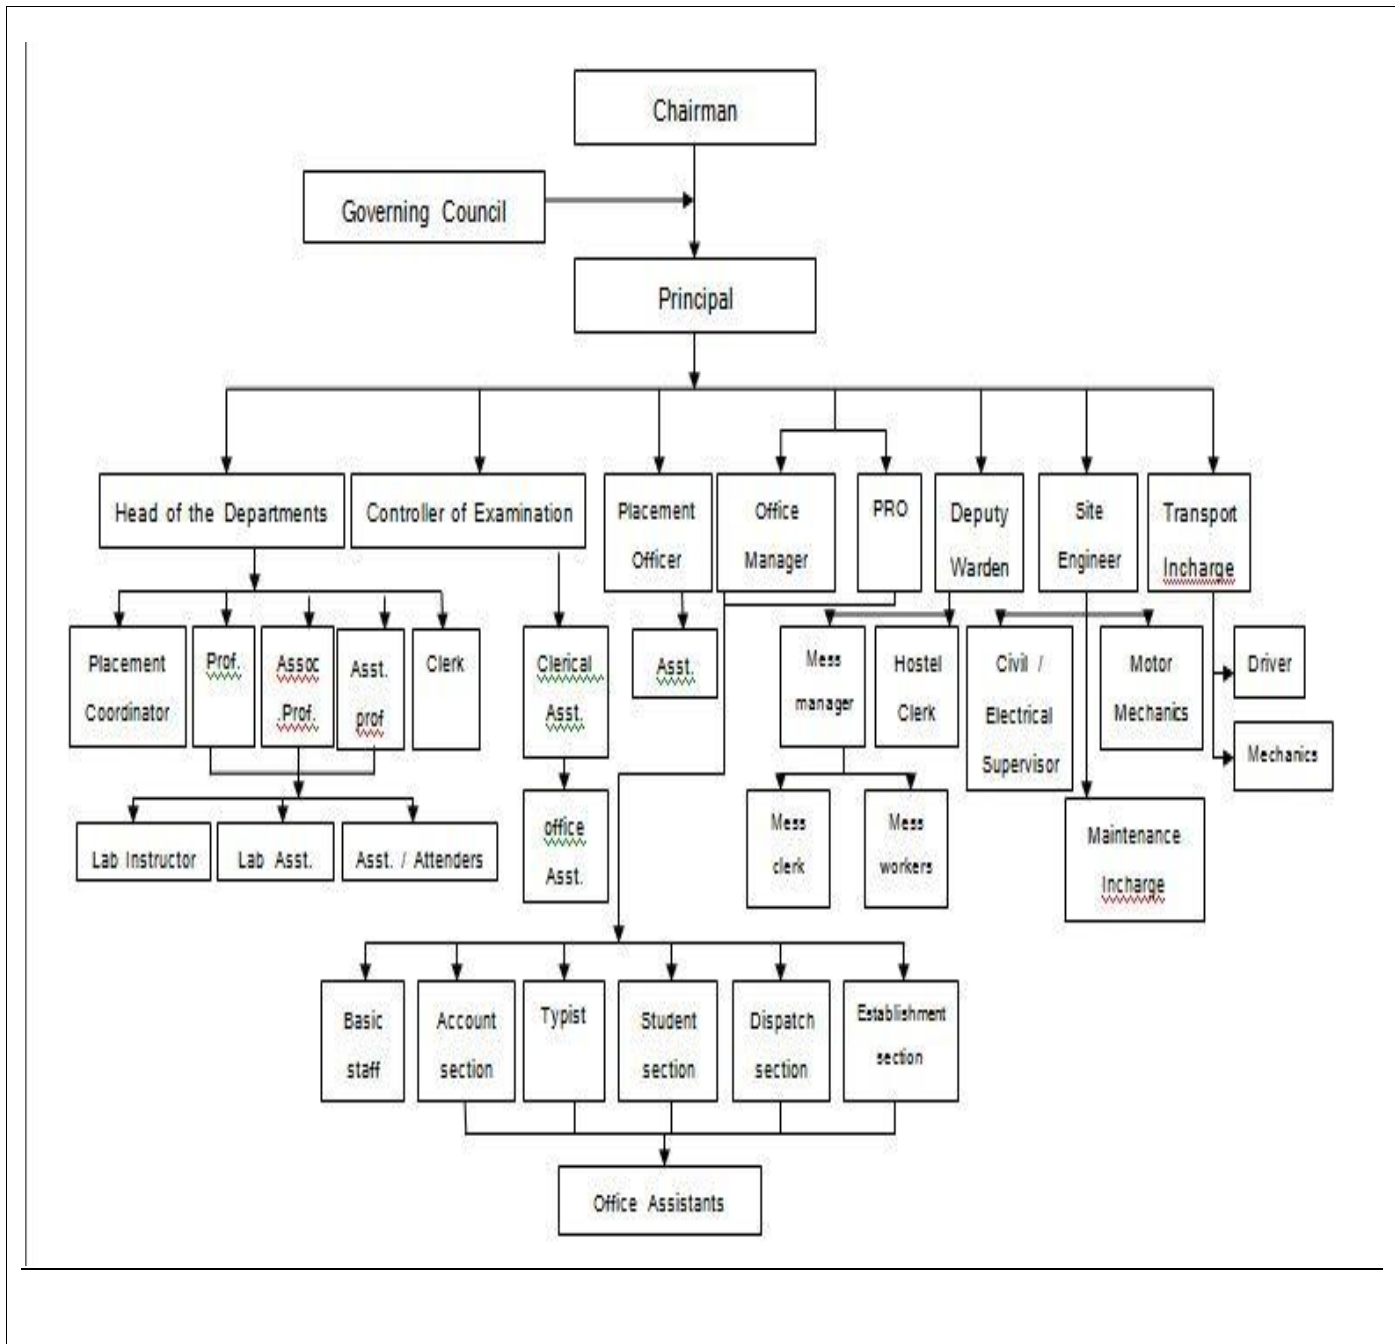 Chairman
Governing Council
Principal
Head of the Departments
Controller of Examination
Placement
Officer
Office
Manager
PRO
Deputy
Warden
Site
Engineer
Transport
Incharge
Placement
Coordinator
Prof.
Assoc
.Prof.
Asst.
prof
Clerk
Clerical
Asst.
Asst.
Mess
manager
Hostel
Clerk
Civil /
Electrical
Supervisor
Motor
Mechanics
Driver
Mechanics
Lab Instructor
Lab Asst.
Asst. / Attenders
office
Asst.
Mess
clerk
Mess
workers
Maintenance
Incharge
Basic
staff
Account
section
Typist
Student
section
Dispatch
section
Establishment
section
Office Assistants